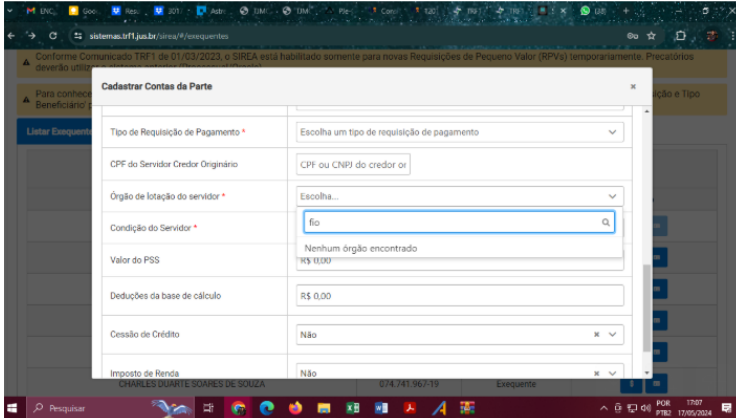 sistemas.trf1.jus.br/sirea/#/exequentes
Conforme Comunicado TRF1 de 01/03/2023, o SIREA está habilitado somente para novas Requisições de Pequeno Valor (RPVs) temporariamente. Precatórios
deverão
Para conhece
ição e Tipo
Beneficiário
Cadastrar Contas da Parte
Listar Exequent
Tipo de Requisição de Pagamento *
Escolha um tipo de requisição de pagamento
CPF do Servidor Credor Originário
CPF ou CNPJ do credor or
Órgão de lotação do servidor *
Escolha...
fio
Condição do Servidor *
Nenhum órgão encontrado
Valor do PSS
R$ 0,00
Deduções da base de cálculo
R$ 0,00
Cessão de Crédito
Não
Imposto de Renda
Não
CHARLES DUARTE SOARES DE SOUZA
074.741.967-19
Exequente
Pesquisar
POR
PTB2
17:07
17/05/2024